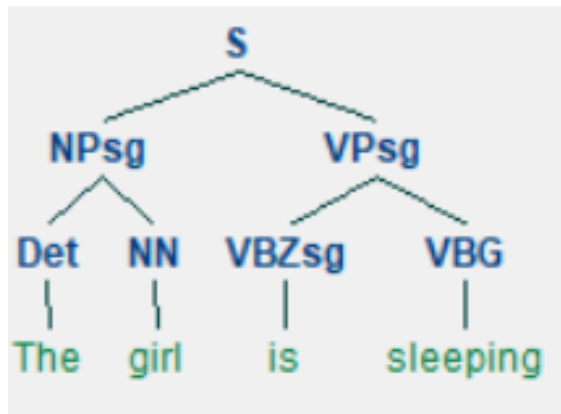 S
NPsg VPsg
Det NN VBZsg VBG
The girl is sleeping